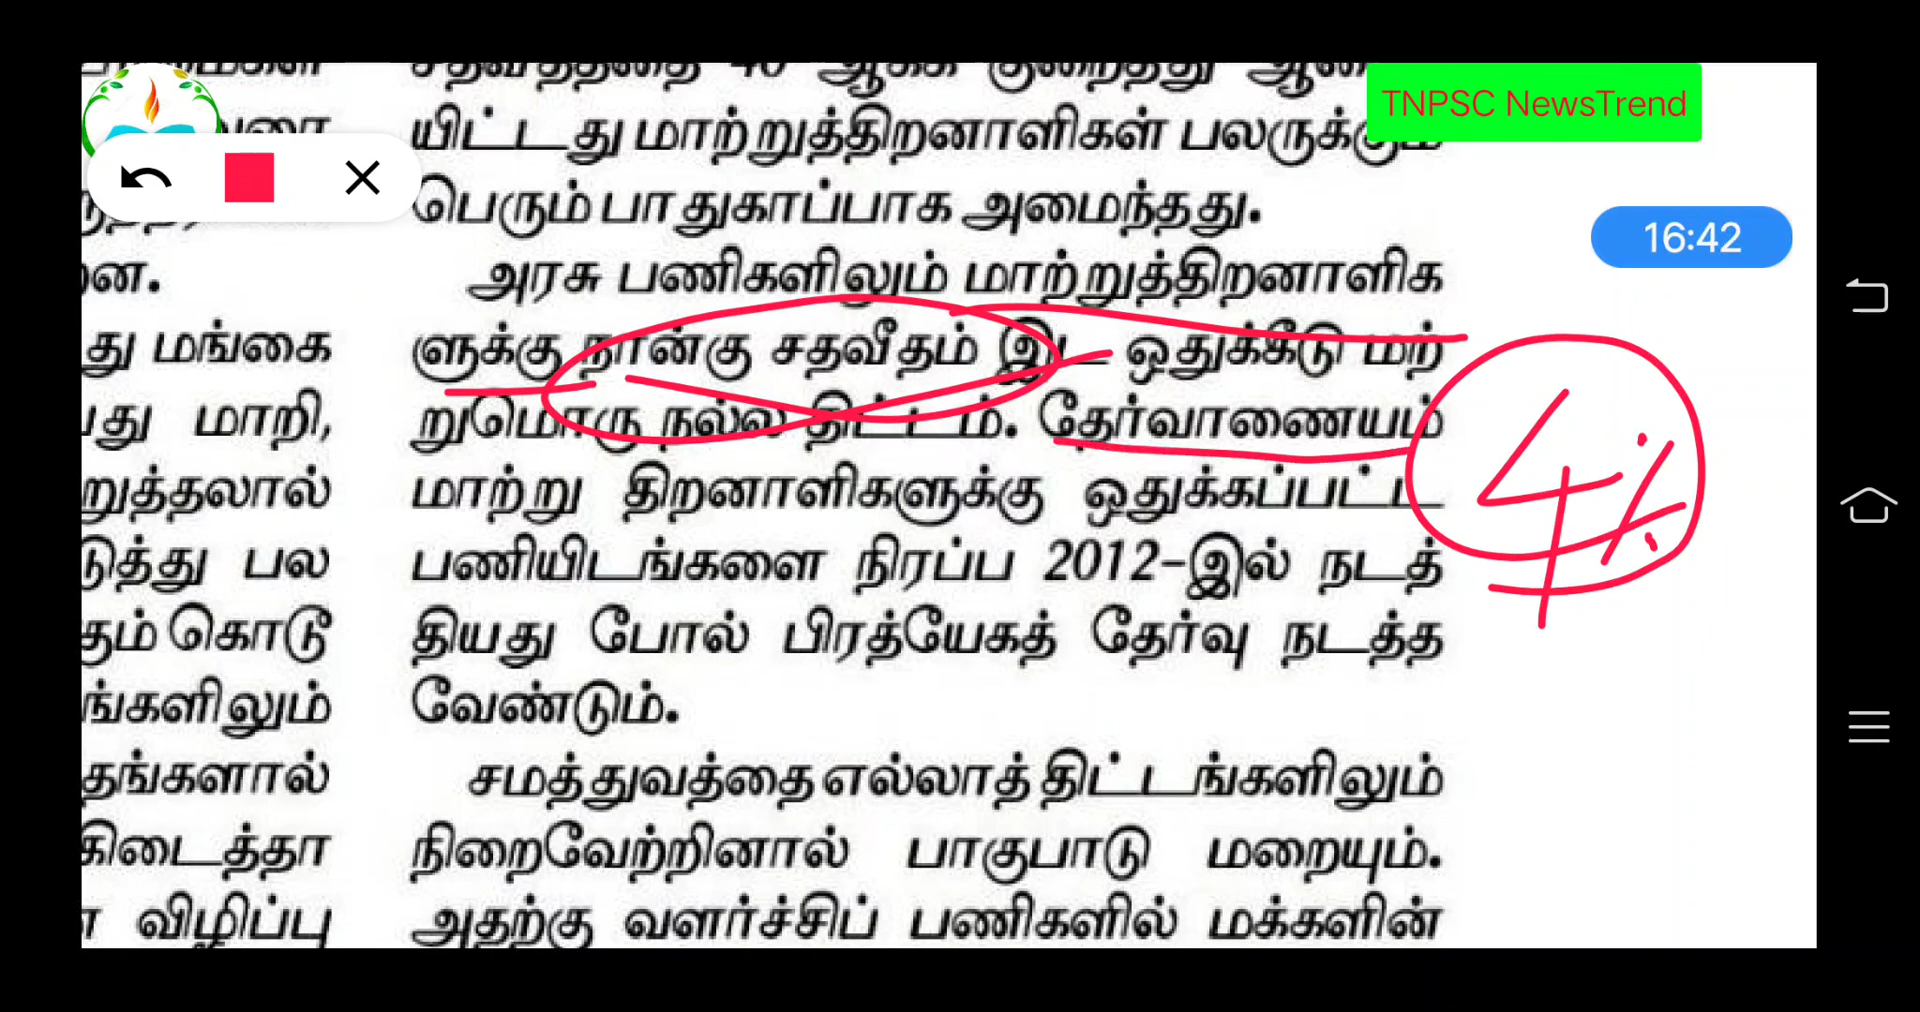 TNPSC NewsTrend
16:42
யிட்டது மாற்றுத்திறனாளிகள் பலருக்கும்
பெரும் பாதுகாப்பாக அமைந்தது.
அரசு பணிகளிலும் மாற்றுத்திறனாளிக
ளுக்கு நான்கு சதவீதம் இட ஒதுக்கீடு மற்
றுமொரு நல்ல திட்டம். தேர்வாணையம்
மாற்று திறனாளிகளுக்கு ஒதுக்கப்பட்ட
பணியிடங்களை நிரப்ப 2012-இல் நடத்
தியது போல் பிரத்யேகத் தேர்வு நடத்த
வேண்டும்.
சமத்துவத்தை எல்லாத் திட்டங்களிலும்
நிறைவேற்றினால் பாகுபாடு மறையும்.
அதற்கு வளர்ச்சிப் பணிகளில் மக்களின்
4%
து மங்கை
மாறி,
பல
கொடூ
விழிப்பு